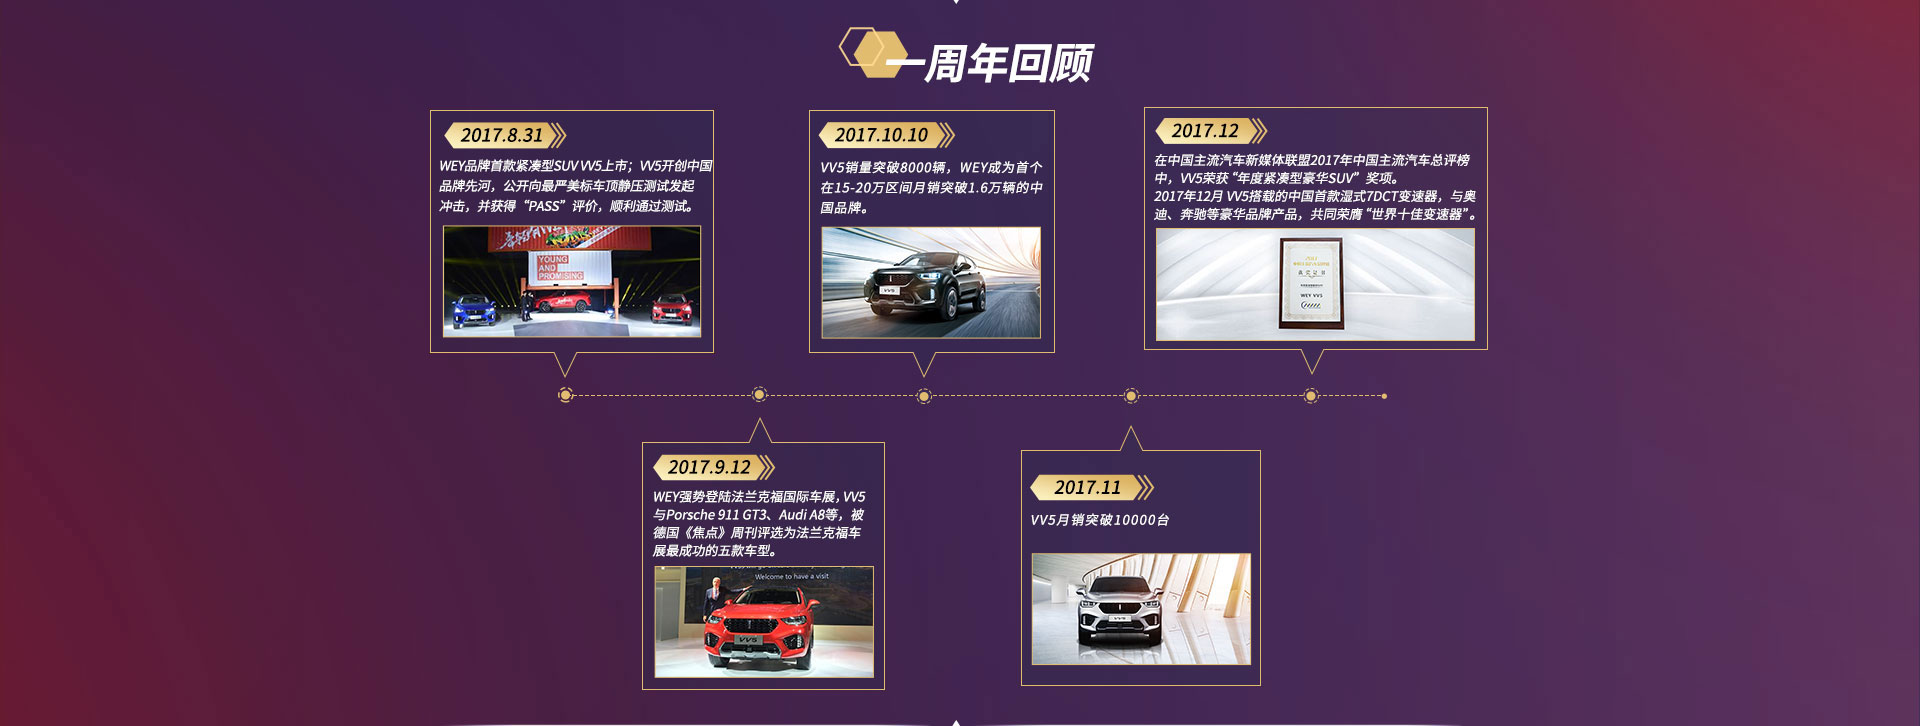 一周年回顾
2017.8.31
WEY品牌首款紧凑型SUV VV5上市；VV5开创中国
品牌先河，公开向最严美标车顶静压测试发起
冲击，并获得“PASS”评价，顺利通过测试。
YOUNG
AND
PROMISING
2017.10.10
VV5销量突破8000辆，WEY成为首个
在15-20万区间月销突破1.6万辆的中
国品牌。
VV5
2017.12
在中国主流汽车新媒体联盟2017年中国主流汽车总评榜
中，VV5荣获“年度紧凑型豪华SUV”奖项。
2017年12月 VV5搭载的中国首款湿式7DCT变速器，与奥
迪、奔驰等豪华品牌产品，共同荣膺“世界十佳变速器”。
WEY VV5
2017.9.12
WEY强势登陆法兰克福国际车展，VV5
与Porsche 911 GT3、Audi A8等，被
德国《焦点》周刊评选为法兰克福车
展最成功的五款车型。
Welcome to have a visit
VV5
2017.11
VV5月销突破10000台
VV5